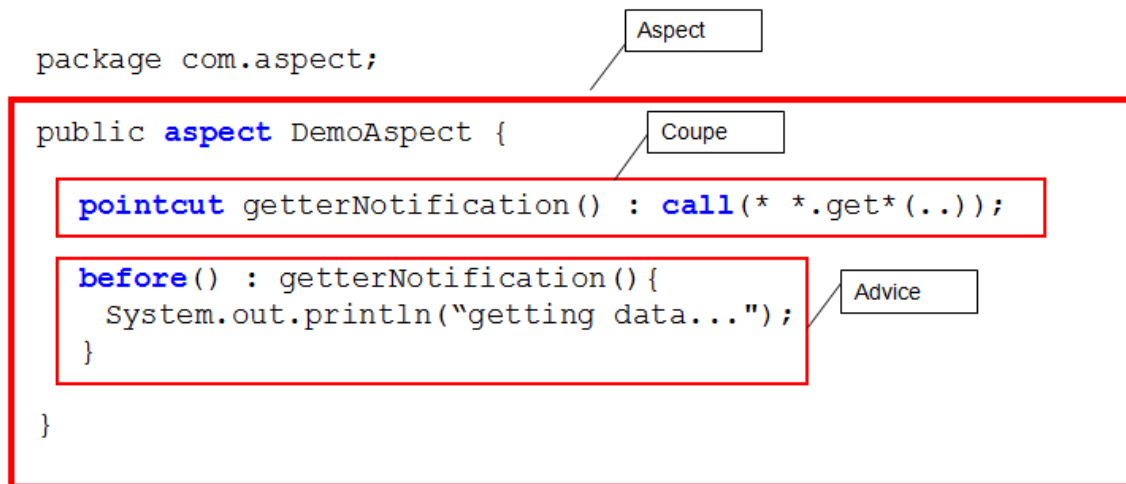 Aspect
package com.aspect;
public aspect DemoAspect {
Coupe
pointcut getterNotification() : call(* *.get*(..));
before() : getterNotification(){
System.out.println(“getting data...");
Advice
}
}